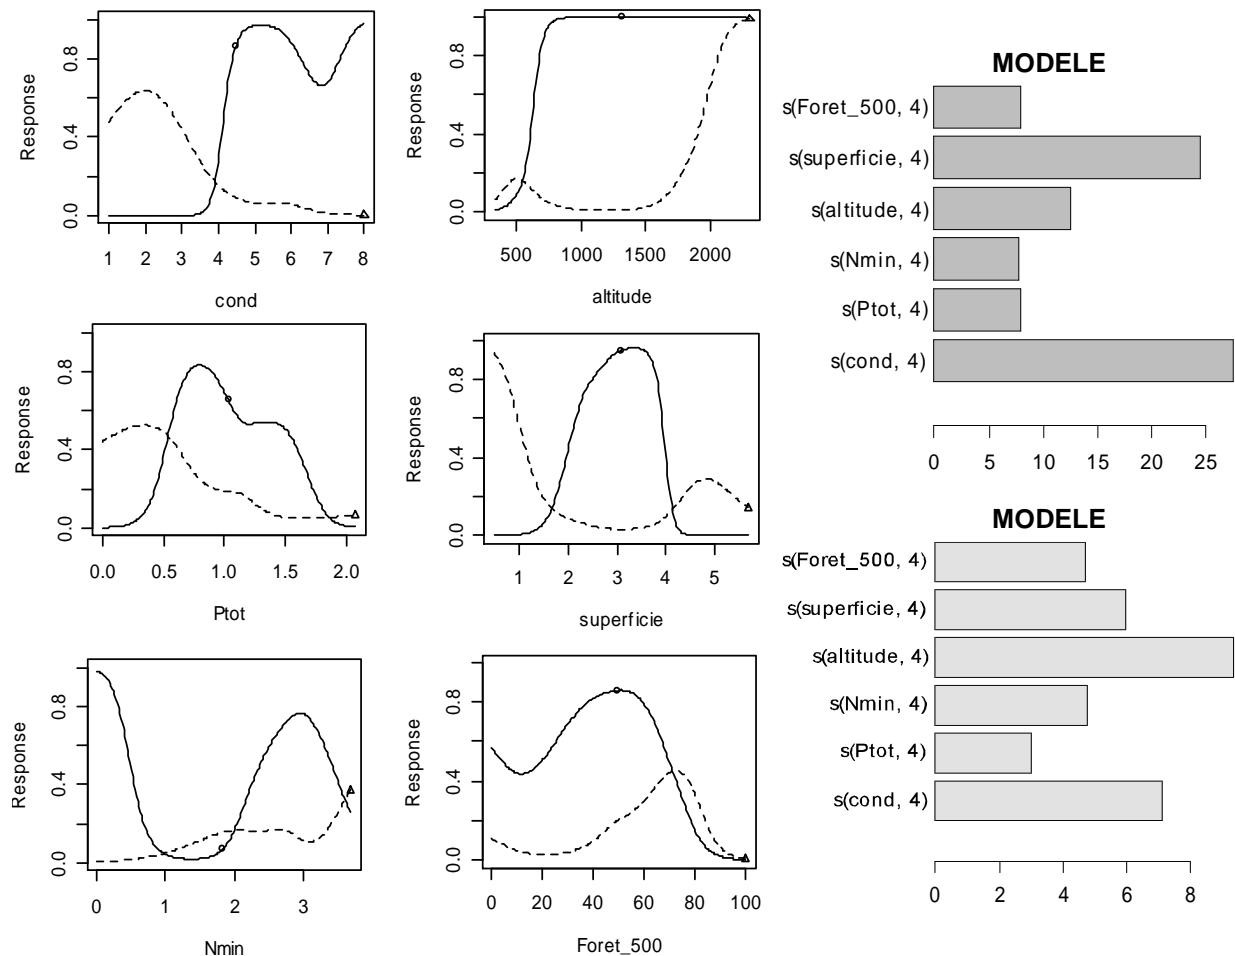 Response
0.0 0.4 0.8
1 2 3 4 5 6 7 8
cond
Response
0.0 0.4 0.8
500 1000 1500 2000
altitude
Response
0.0 0.4 0.8
0.0 0.5 1.0 1.5 2.0
Ptot
Response
0.0 0.4 0.8
1 2 3 4 5
superficie
Response
0.0 0.4 0.8
0 1 2 3
Nmin
Response
0.0 0.4 0.8
0 20 40 60 80 100
Foret_500
MODELE
s(Foret_500, 4)
s(superficie, 4)
s(altitude, 4)
s(Nmin, 4)
s(Ptot, 4)
s(cond, 4)
0 5 10 15 20 25
MODELE
s(Foret_500, 4)
s(superficie, 4)
s(altitude, 4)
s(Nmin, 4)
s(Ptot, 4)
s(cond, 4)
0 2 4 6 8